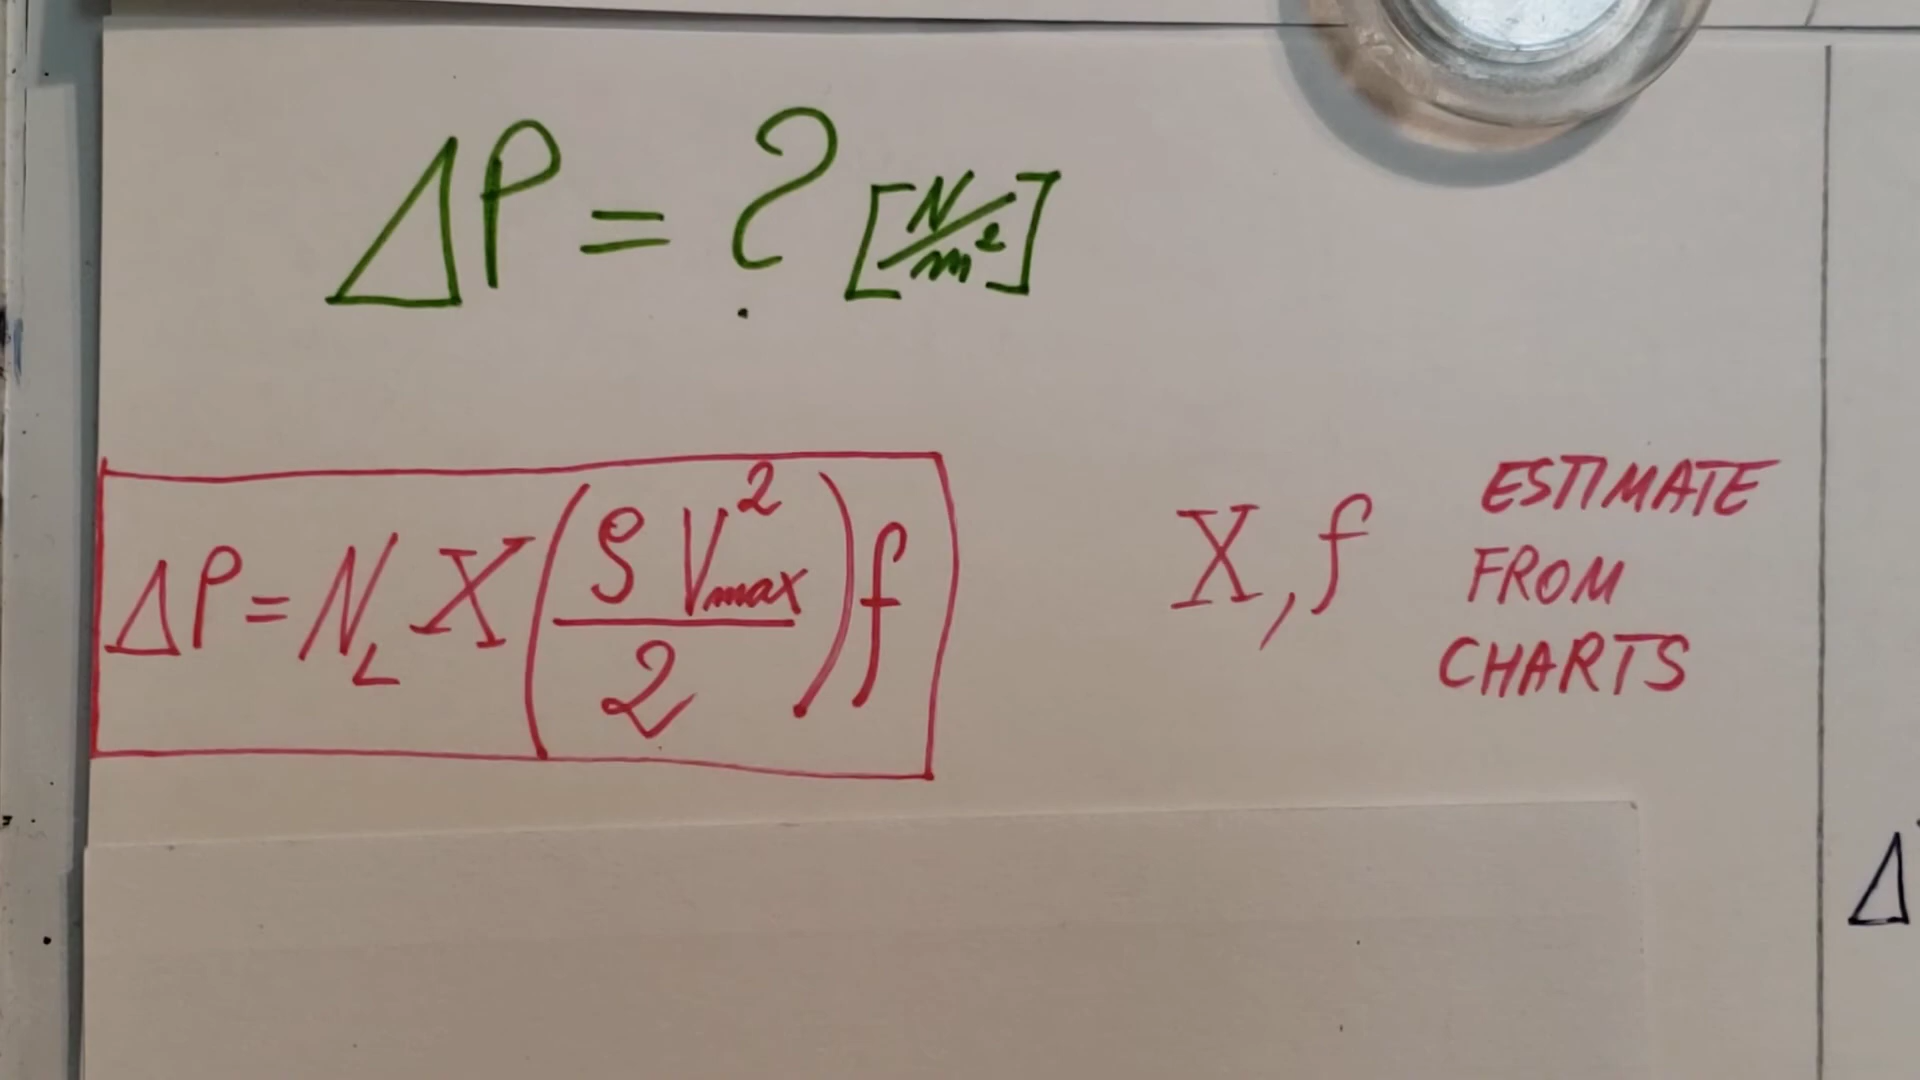 ΔP = ? [N/m²]
ΔP = N_L X (ρ V_max² / 2) f
X, f
ESTIMATE
FROM
CHARTS
Δ